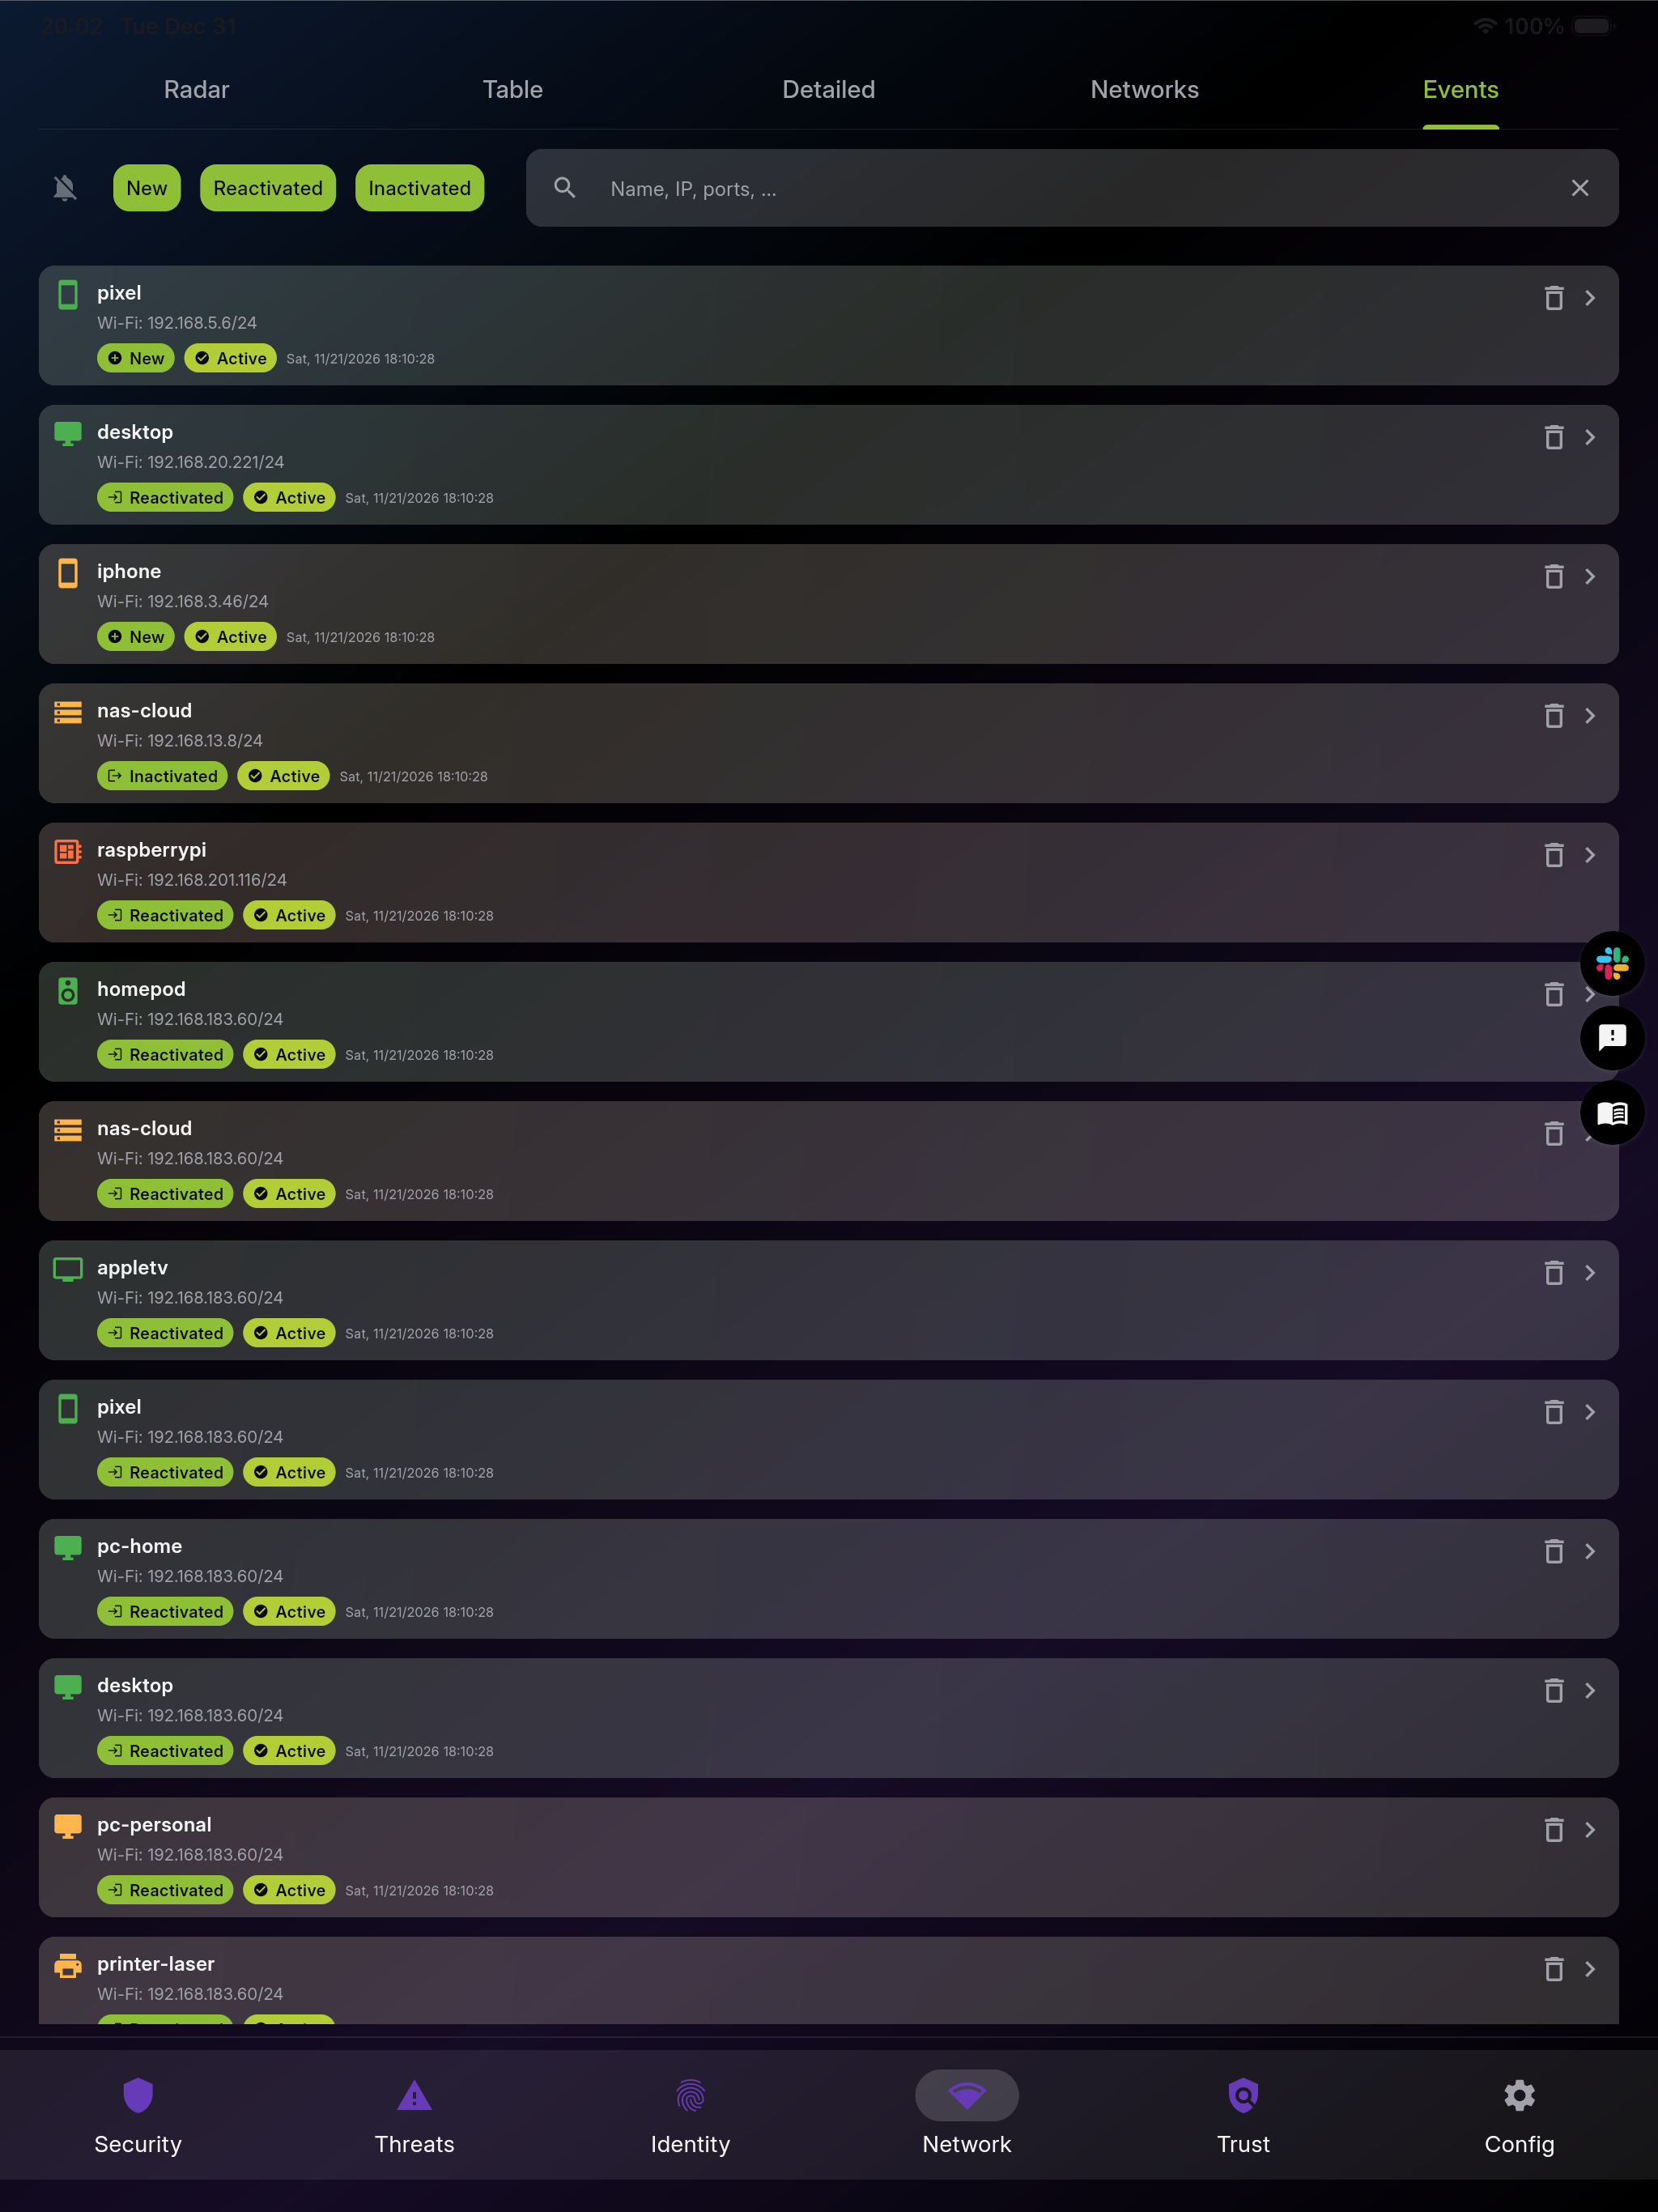 20:02 Tue Dec 31
100%
Radar Table Detailed Networks Events
New Reactivated Inactivated Name, IP, ports, ...
pixel
Wi-Fi: 192.168.5.6/24
New Active Sat, 11/21/2026 18:10:28
desktop
Wi-Fi: 192.168.20.221/24
Reactivated Active Sat, 11/21/2026 18:10:28
iphone
Wi-Fi: 192.168.3.46/24
New Active Sat, 11/21/2026 18:10:28
nas-cloud
Wi-Fi: 192.168.13.8/24
Inactivated Active Sat, 11/21/2026 18:10:28
raspberrypi
Wi-Fi: 192.168.201.116/24
Reactivated Active Sat, 11/21/2026 18:10:28
homepod
Wi-Fi: 192.168.183.60/24
Reactivated Active Sat, 11/21/2026 18:10:28
nas-cloud
Wi-Fi: 192.168.183.60/24
Reactivated Active Sat, 11/21/2026 18:10:28
appletv
Wi-Fi: 192.168.183.60/24
Reactivated Active Sat, 11/21/2026 18:10:28
pixel
Wi-Fi: 192.168.183.60/24
Reactivated Active Sat, 11/21/2026 18:10:28
pc-home
Wi-Fi: 192.168.183.60/24
Reactivated Active Sat, 11/21/2026 18:10:28
desktop
Wi-Fi: 192.168.183.60/24
Reactivated Active Sat, 11/21/2026 18:10:28
pc-personal
Wi-Fi: 192.168.183.60/24
Reactivated Active Sat, 11/21/2026 18:10:28
printer-laser
Wi-Fi: 192.168.183.60/24
Security Threats Identity Network Trust Config